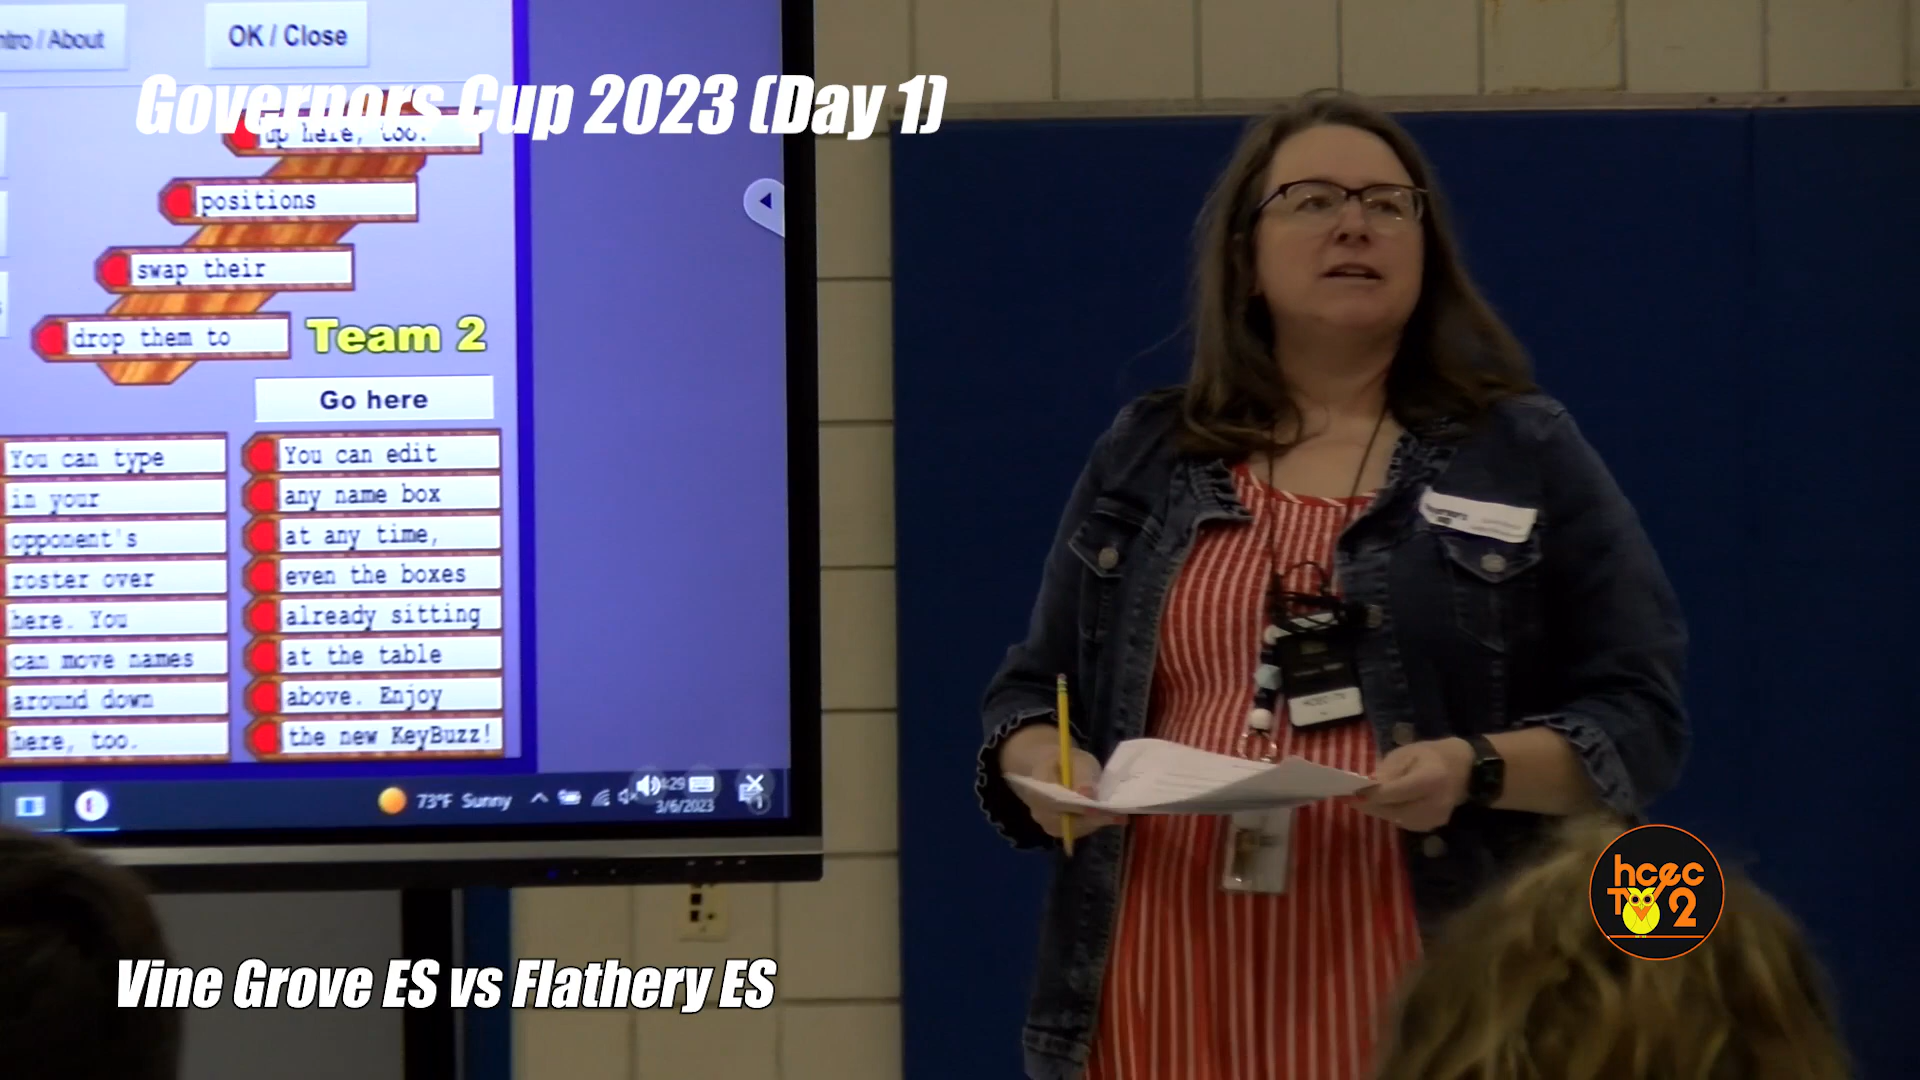 ntro / About
OK / Close
Governors Cup 2023 (Day 1)
up here, too.
positions
swap their
drop them to
Team 2
Go here
You can type
in your
opponent's
roster over
here. You
can move names
around down
here, too.
You can edit
any name box
at any time,
even the boxes
already sitting
at the table
above. Enjoy
the new KeyBuzz!
73°F Sunny
:29
3/6/2023
1
hcec
TV 2
Vine Grove ES vs Flathery ES